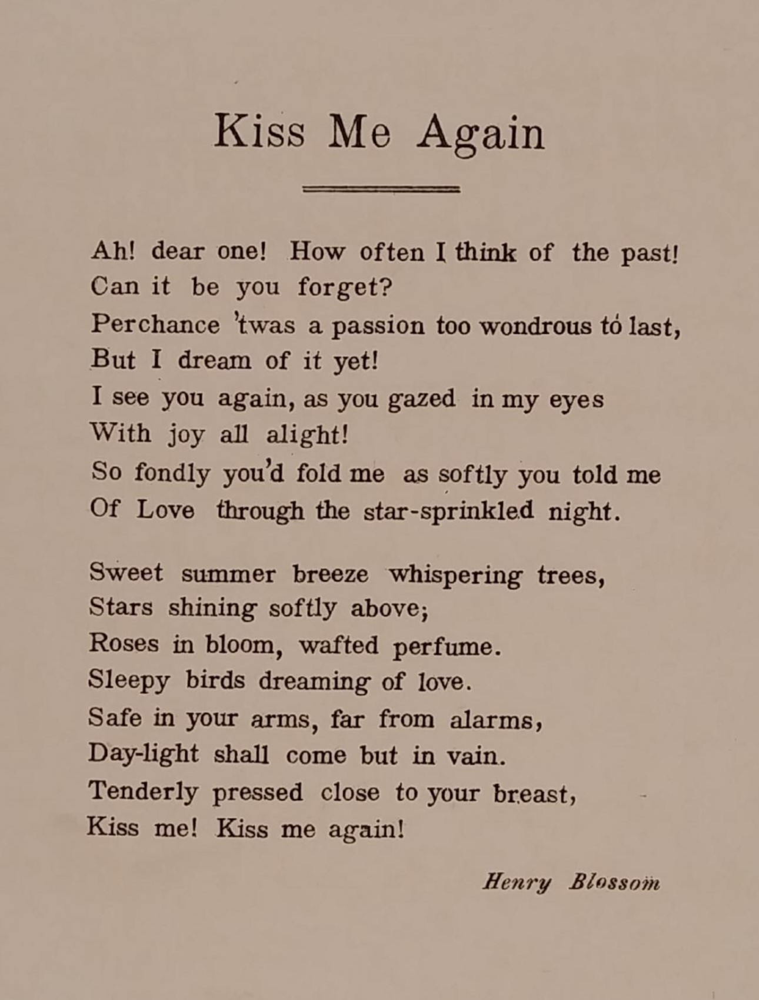 Kiss Me Again
Ah! dear one! How often I think of the past!
Can it be you forget?
Perchance 'twas a passion too wondrous to last,
But I dream of it yet!
I see you again, as you gazed in my eyes
With joy all alight!
So fondly you'd fold me as softly you told me
Of Love through the star-sprinkled night.
Sweet summer breeze whispering trees,
Stars shining softly above;
Roses in bloom, wafted perfume.
Sleepy birds dreaming of love.
Safe in your arms, far from alarms,
Day-light shall come but in vain.
Tenderly pressed close to your breast,
Kiss me! Kiss me again!
Henry Blossom